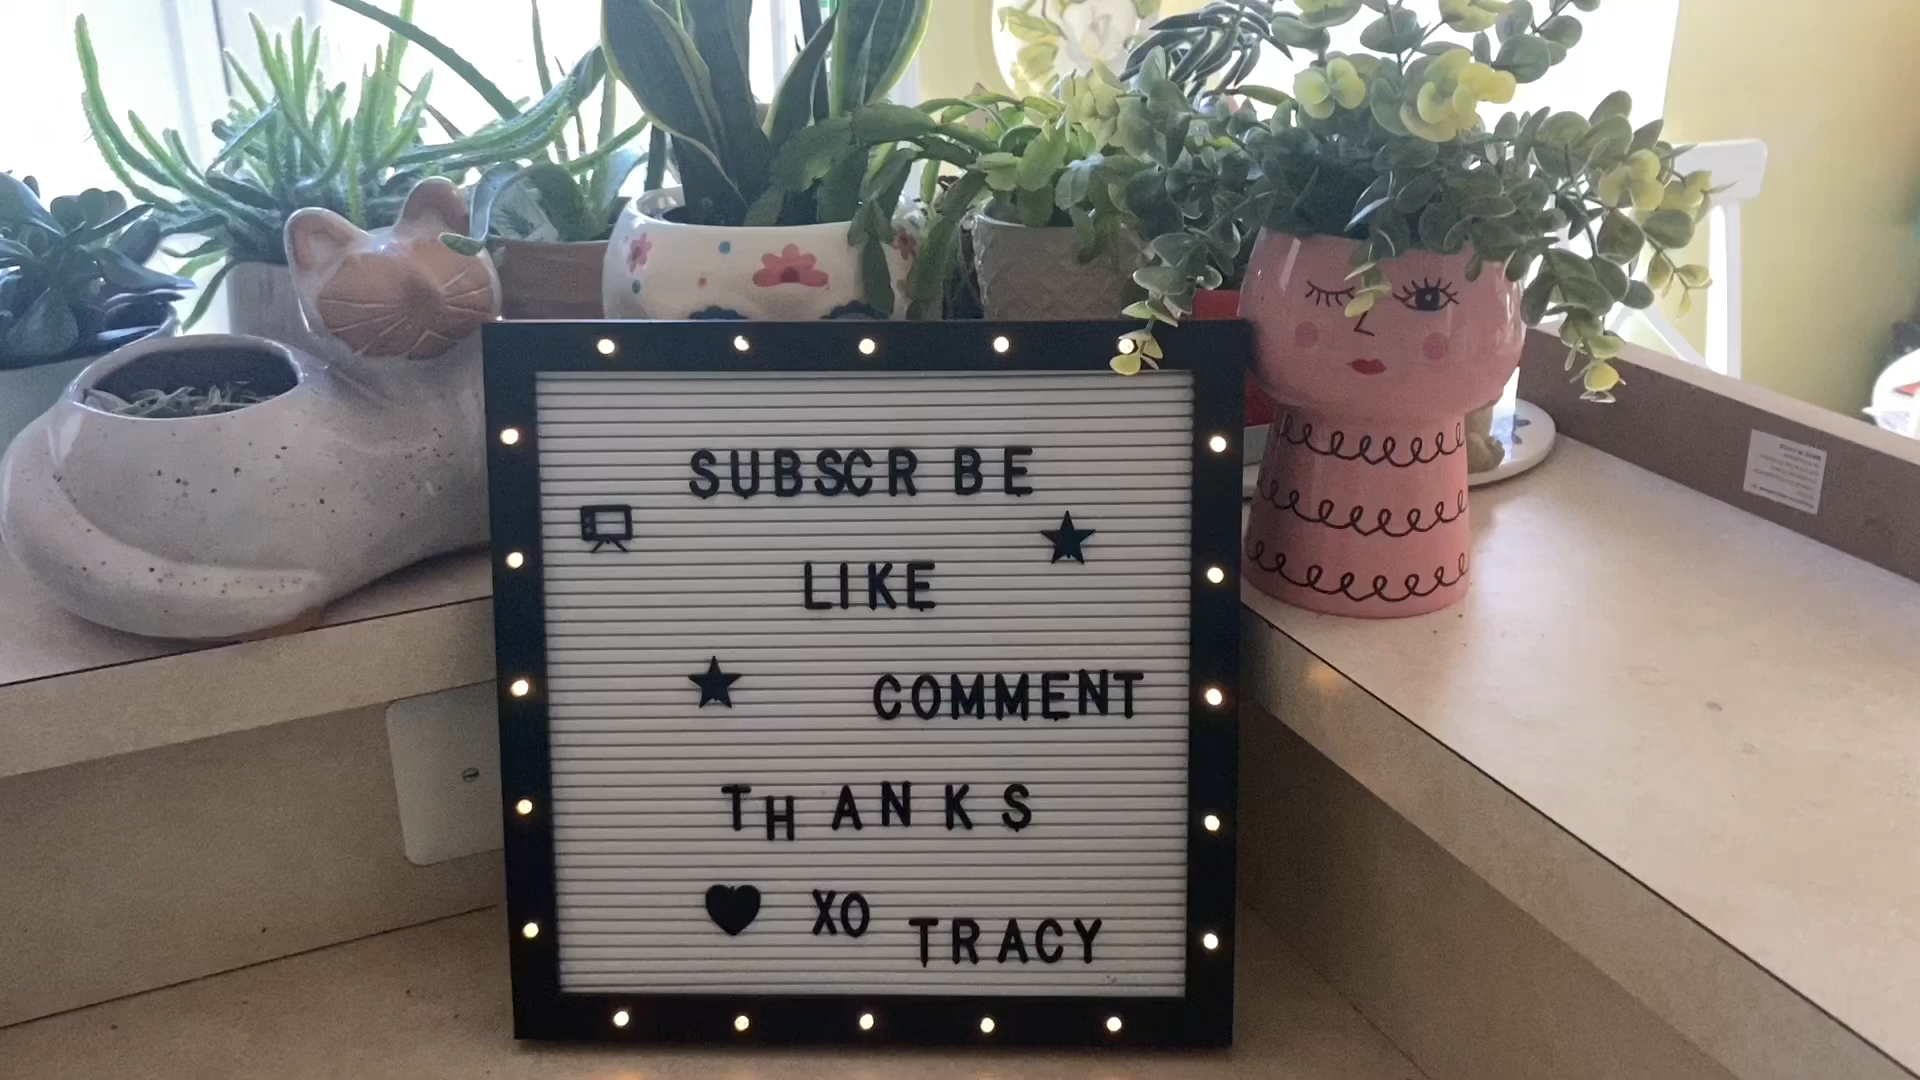 SUBSCR BE
LIKE
COMMENT
THANKS
XO TRACY